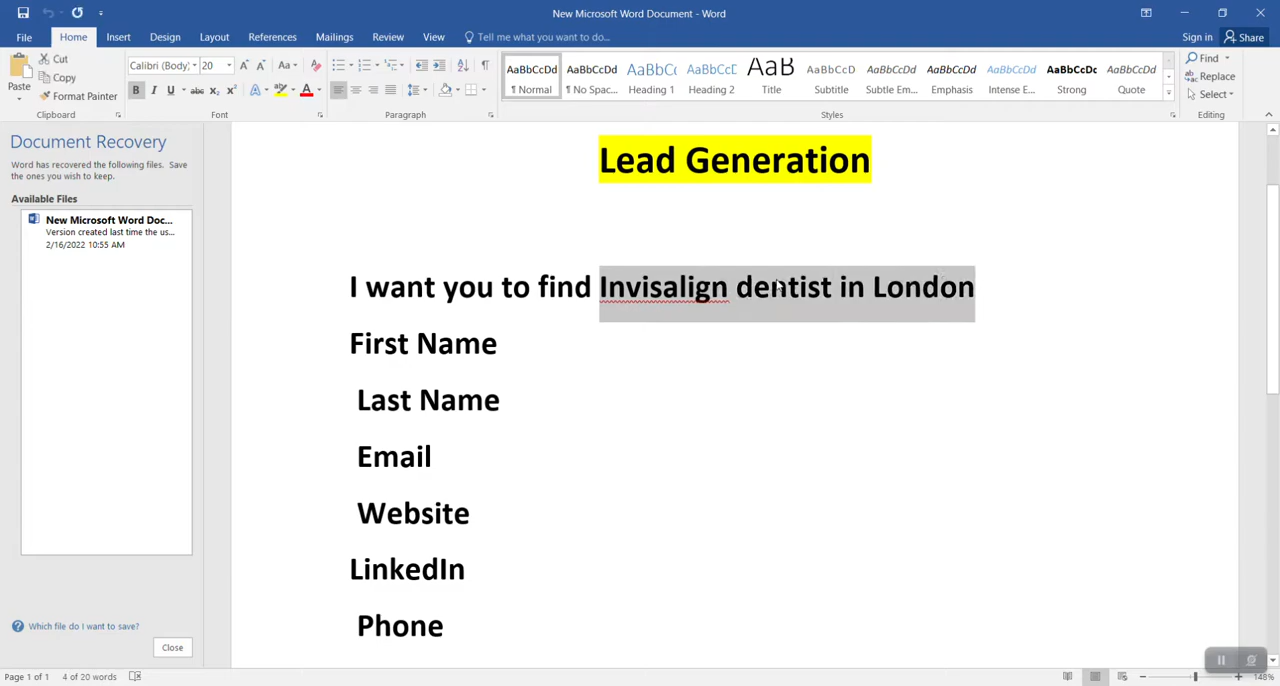 New Microsoft Word Document - Word
File Home Insert Design Layout References Mailings Review View Tell me what you want to do... Sign in Share
Paste Cut Copy Format Painter
Calibri (Body) 20
AaBbCcDd AaBbCcDd AaBbCc AaBbCcD AaB AaBbCcD AaBbCcDd AaBbCcDd AaBbCcDd AaBbCcDc AaBbCcDd
¶ Normal ¶ No Spac... Heading 1 Heading 2 Title Subtitle Subtle Em... Emphasis Intense E... Strong Quote
Find Replace Select
Clipboard Font Paragraph Styles Editing
Document Recovery
Word has recovered the following files. Save
the ones you wish to keep.
Available Files
New Microsoft Word Doc...
Version created last time the us...
2/16/2022 10:55 AM
Which file do I want to save?
Close
Lead Generation
I want you to find Invisalign dentist in London
First Name
Last Name
Email
Website
LinkedIn
Phone
Page 1 of 1 4 of 20 words 148%